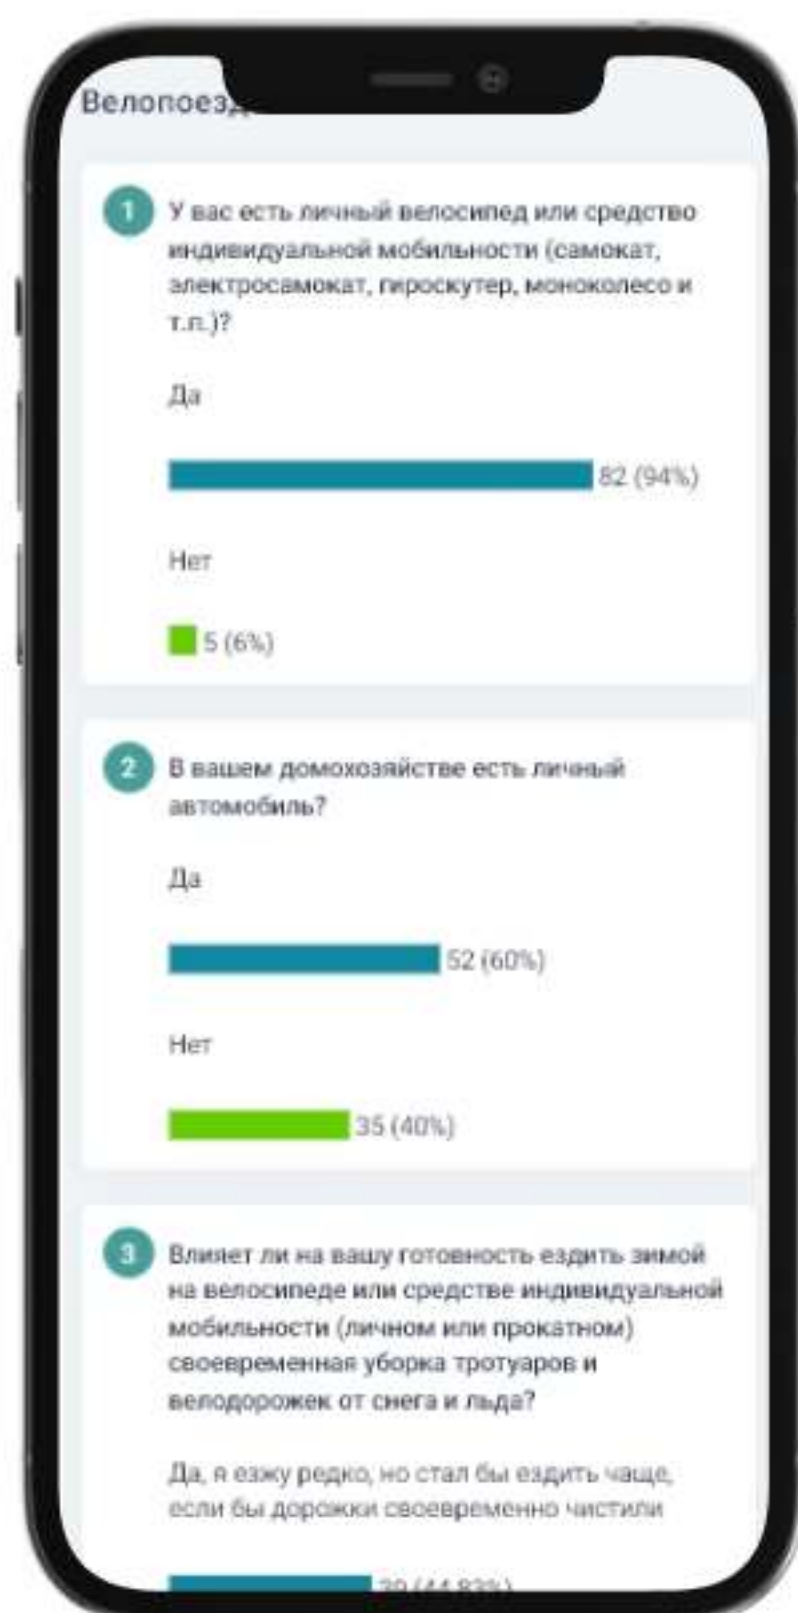 Велопоезд
1 У вас есть личный велосипед или средство
индивидуальной мобильности (самокат,
электросамокат, гироскутер, моноколесо и
т.п.)?
Да
82 (94%)
Нет
5 (6%)
2 В вашем домохозяйстве есть личный
автомобиль?
Да
52 (60%)
Нет
35 (40%)
3 Влияет ли на вашу готовность ездить зимой
на велосипеде или средстве индивидуальной
мобильности (личном или прокатном)
своевременная уборка тротуаров и
велодорожек от снега и льда?
Да, я езжу редко, но стал бы ездить чаще,
если бы дорожки своевременно чистили
39 (44.83%)